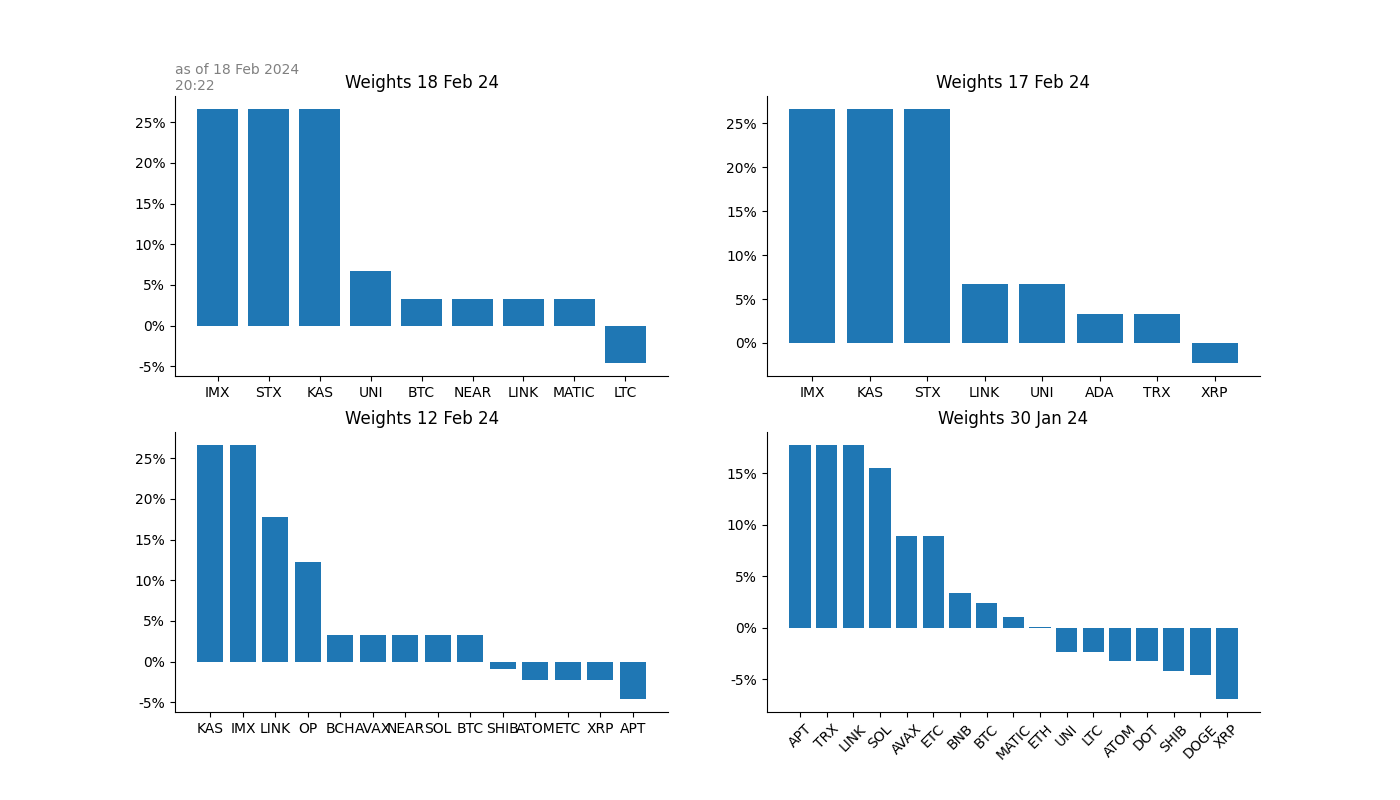 as of 18 Feb 2024
20:22
Weights 18 Feb 24
25%
20%
15%
10%
5%
0%
-5%
IMX STX KAS UNI BTC NEAR LINK MATIC LTC
Weights 17 Feb 24
25%
20%
15%
10%
5%
0%
IMX KAS STX LINK UNI ADA TRX XRP
Weights 12 Feb 24
25%
20%
15%
10%
5%
0%
-5%
KAS IMX LINK OP BCH AVAX NEAR SOL BTC SHIB ATOM ETC XRP APT
Weights 30 Jan 24
15%
10%
5%
0%
-5%
APT TRX LINK SOL AVAX ETC BNB BTC MATIC ETH UNI LTC ATOM DOT SHIB DOGE XRP